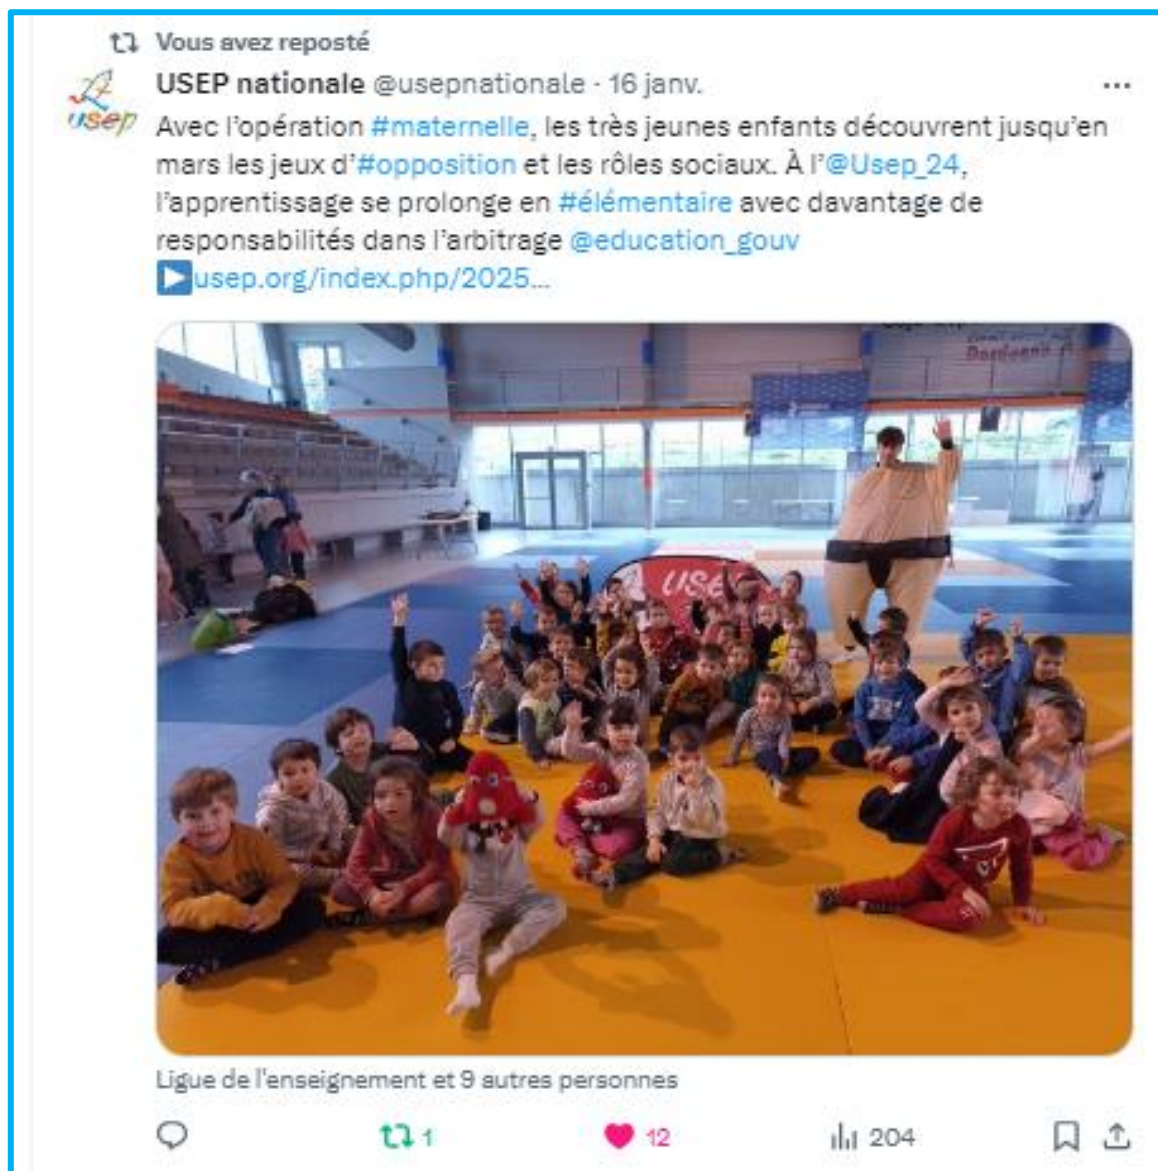 Vous avez reposté
USEP nationale @usepnationale · 16 janv.
usep
Avec l'opération #maternelle, les très jeunes enfants découvrent jusqu'en
mars les jeux d'#opposition et les rôles sociaux. À l'@Usep_24,
l'apprentissage se prolonge en #élémentaire avec davantage de
responsabilités dans l'arbitrage @education_gouv
usep.org/index.php/2025...
Dordogne
USEP
Ligue de l'enseignement et 9 autres personnes
1 12 204